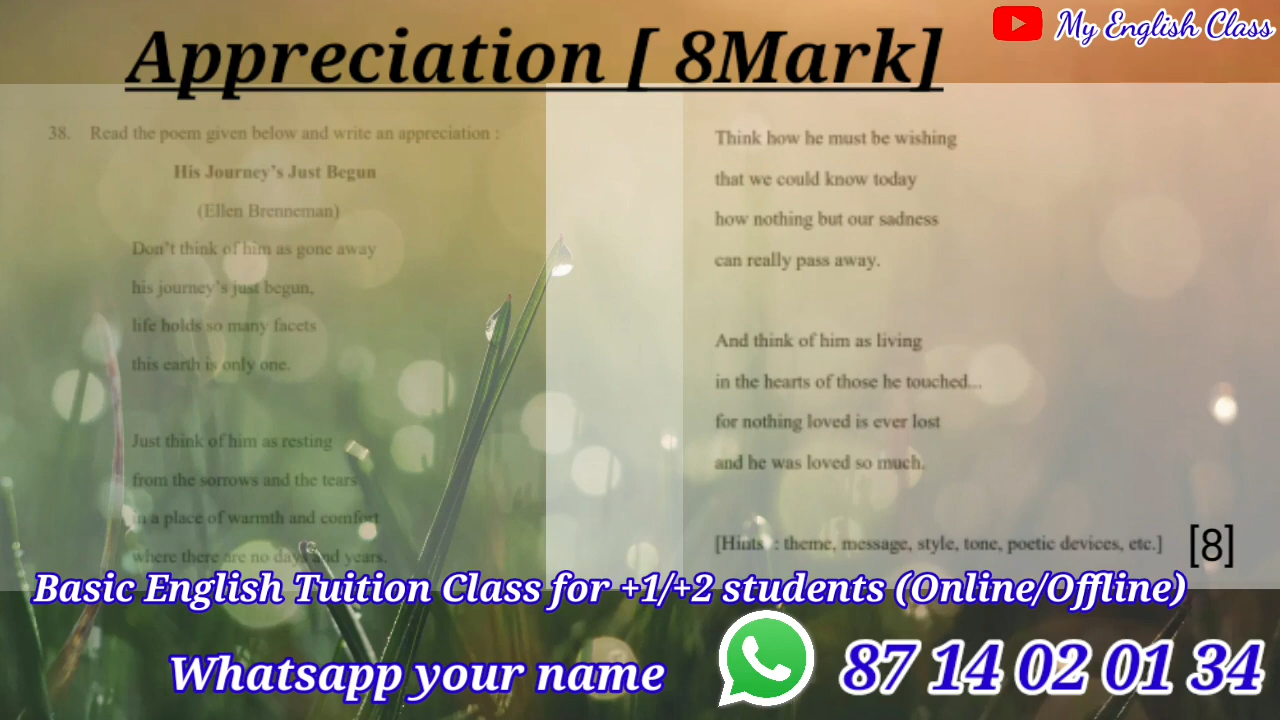 Appreciation [ 8Mark]
My English Class
38. Read the poem given below and write an appreciation :
His Journey's Just Begun
(Ellen Brenneman)
Don't think of him as gone away
his journey's just begun,
life holds so many facets
this earth is only one.
Just think of him as resting
from the sorrows and the tears
in a place of warmth and comfort
where there are no days and years.
Think how he must be wishing
that we could know today
how nothing but our sadness
can really pass away.
And think of him as living
in the hearts of those he touched...
for nothing loved is ever lost
and he was loved so much.
[Hints : theme, message, style, tone, poetic devices, etc.] [8]
Basic English Tuition Class for +1/+2 students (Online/Offline)
Whatsapp your name 87 14 02 01 34